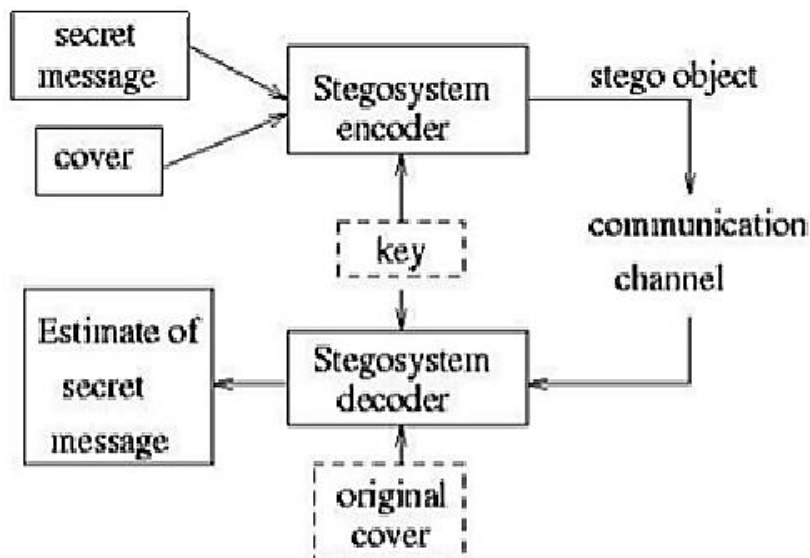 secret
message
cover
Stegosystem
encoder
stego object
key
communication
channel
Stegosystem
decoder
Estimate of
secret
message
original
cover